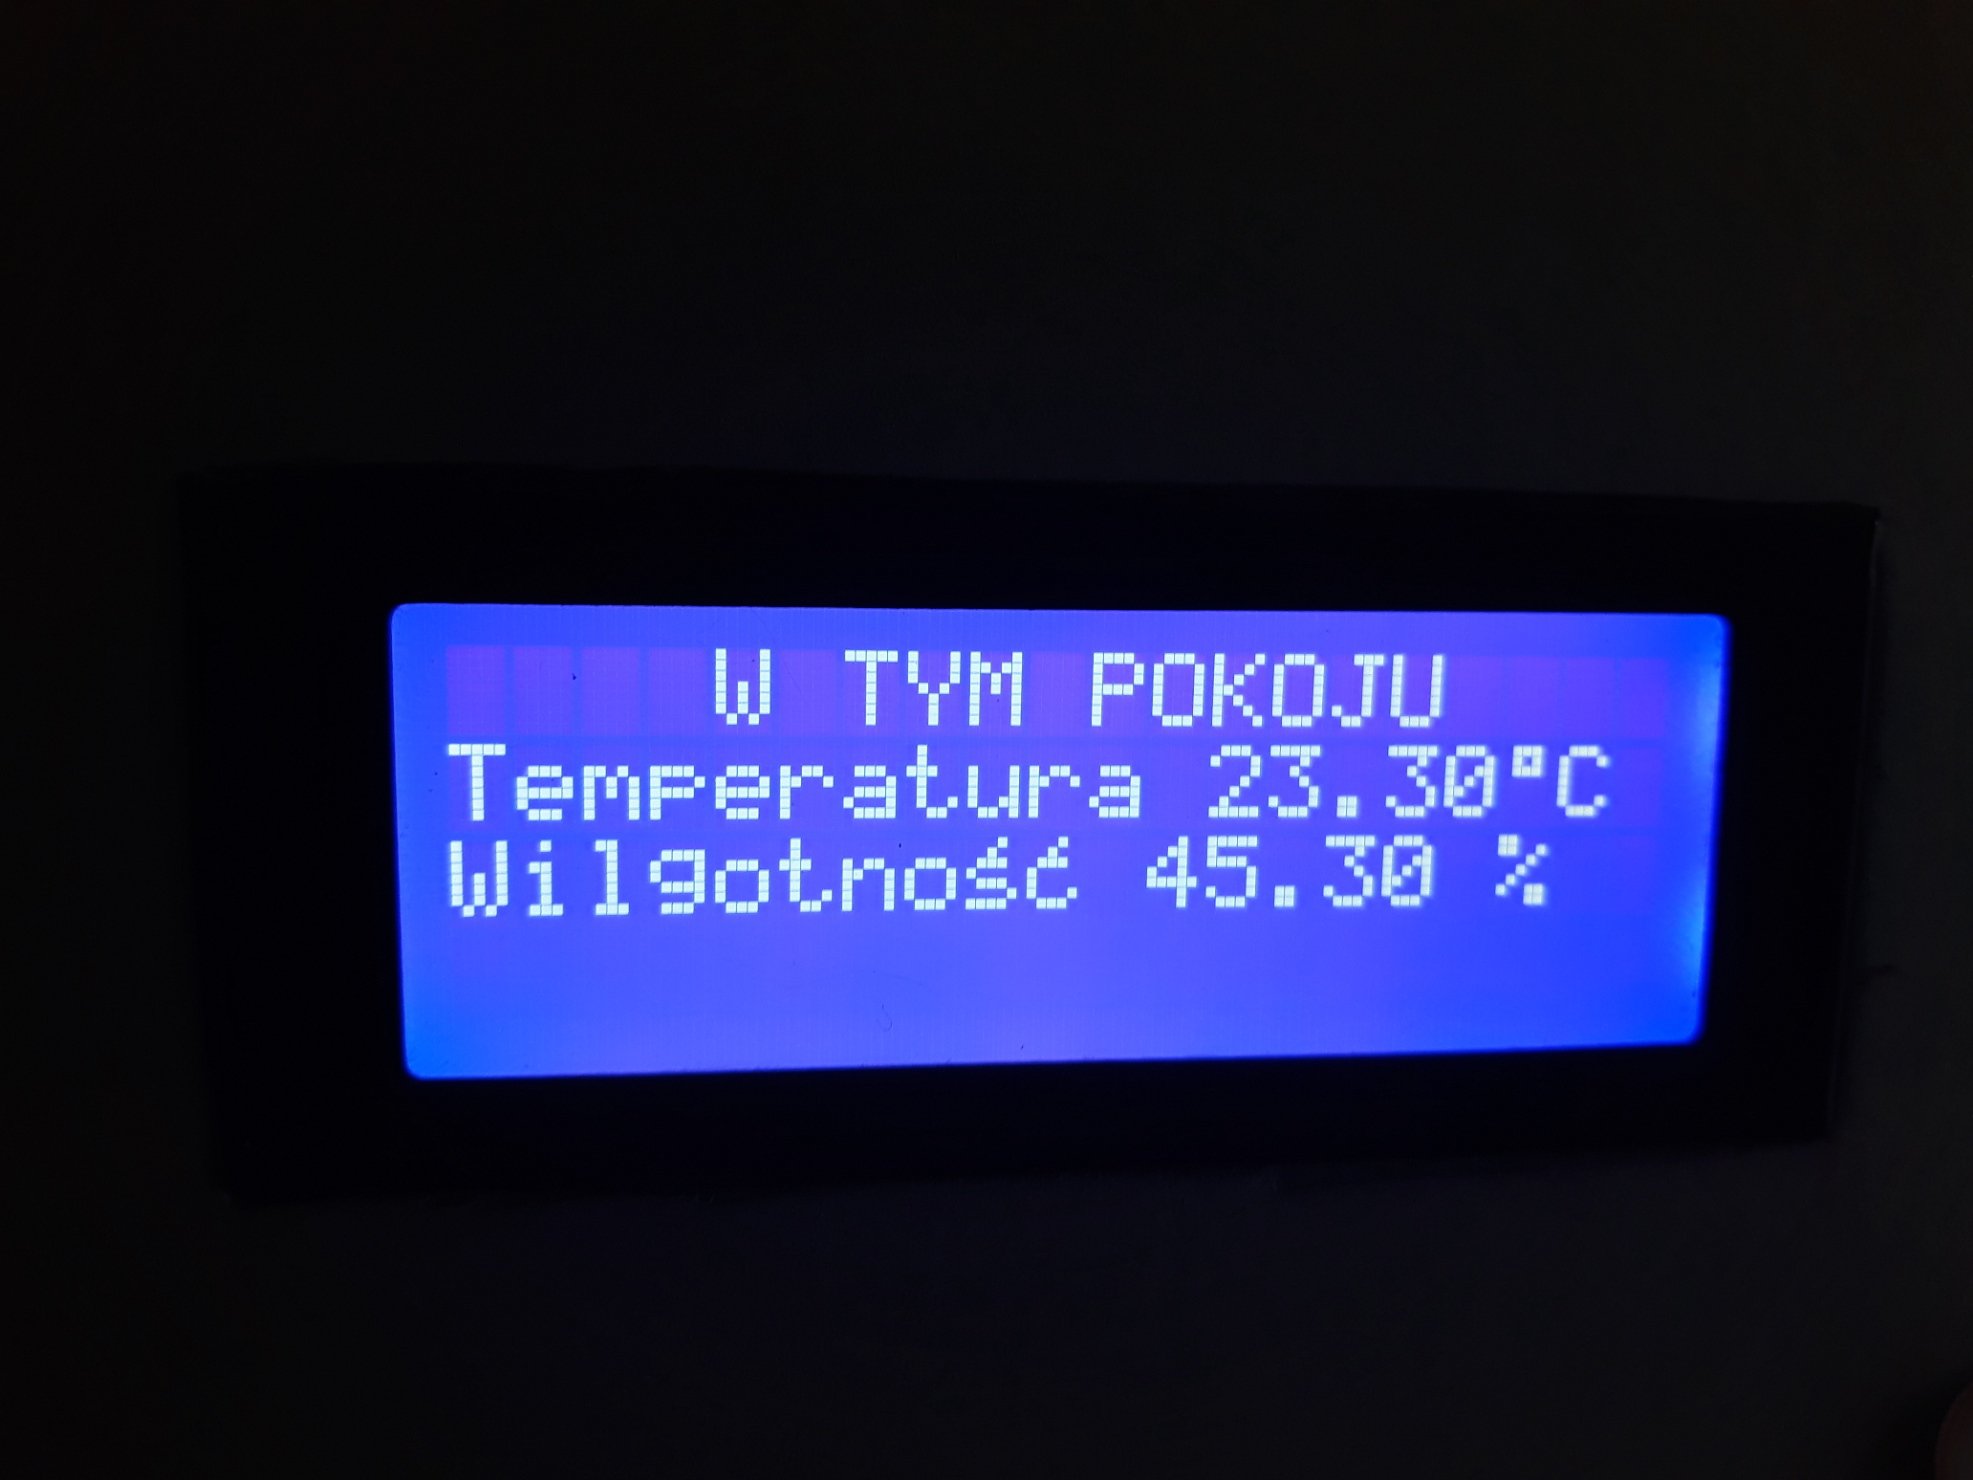 W TYM POKOJU
Temperatura 23.30°C
Wilgotność 45.30 %